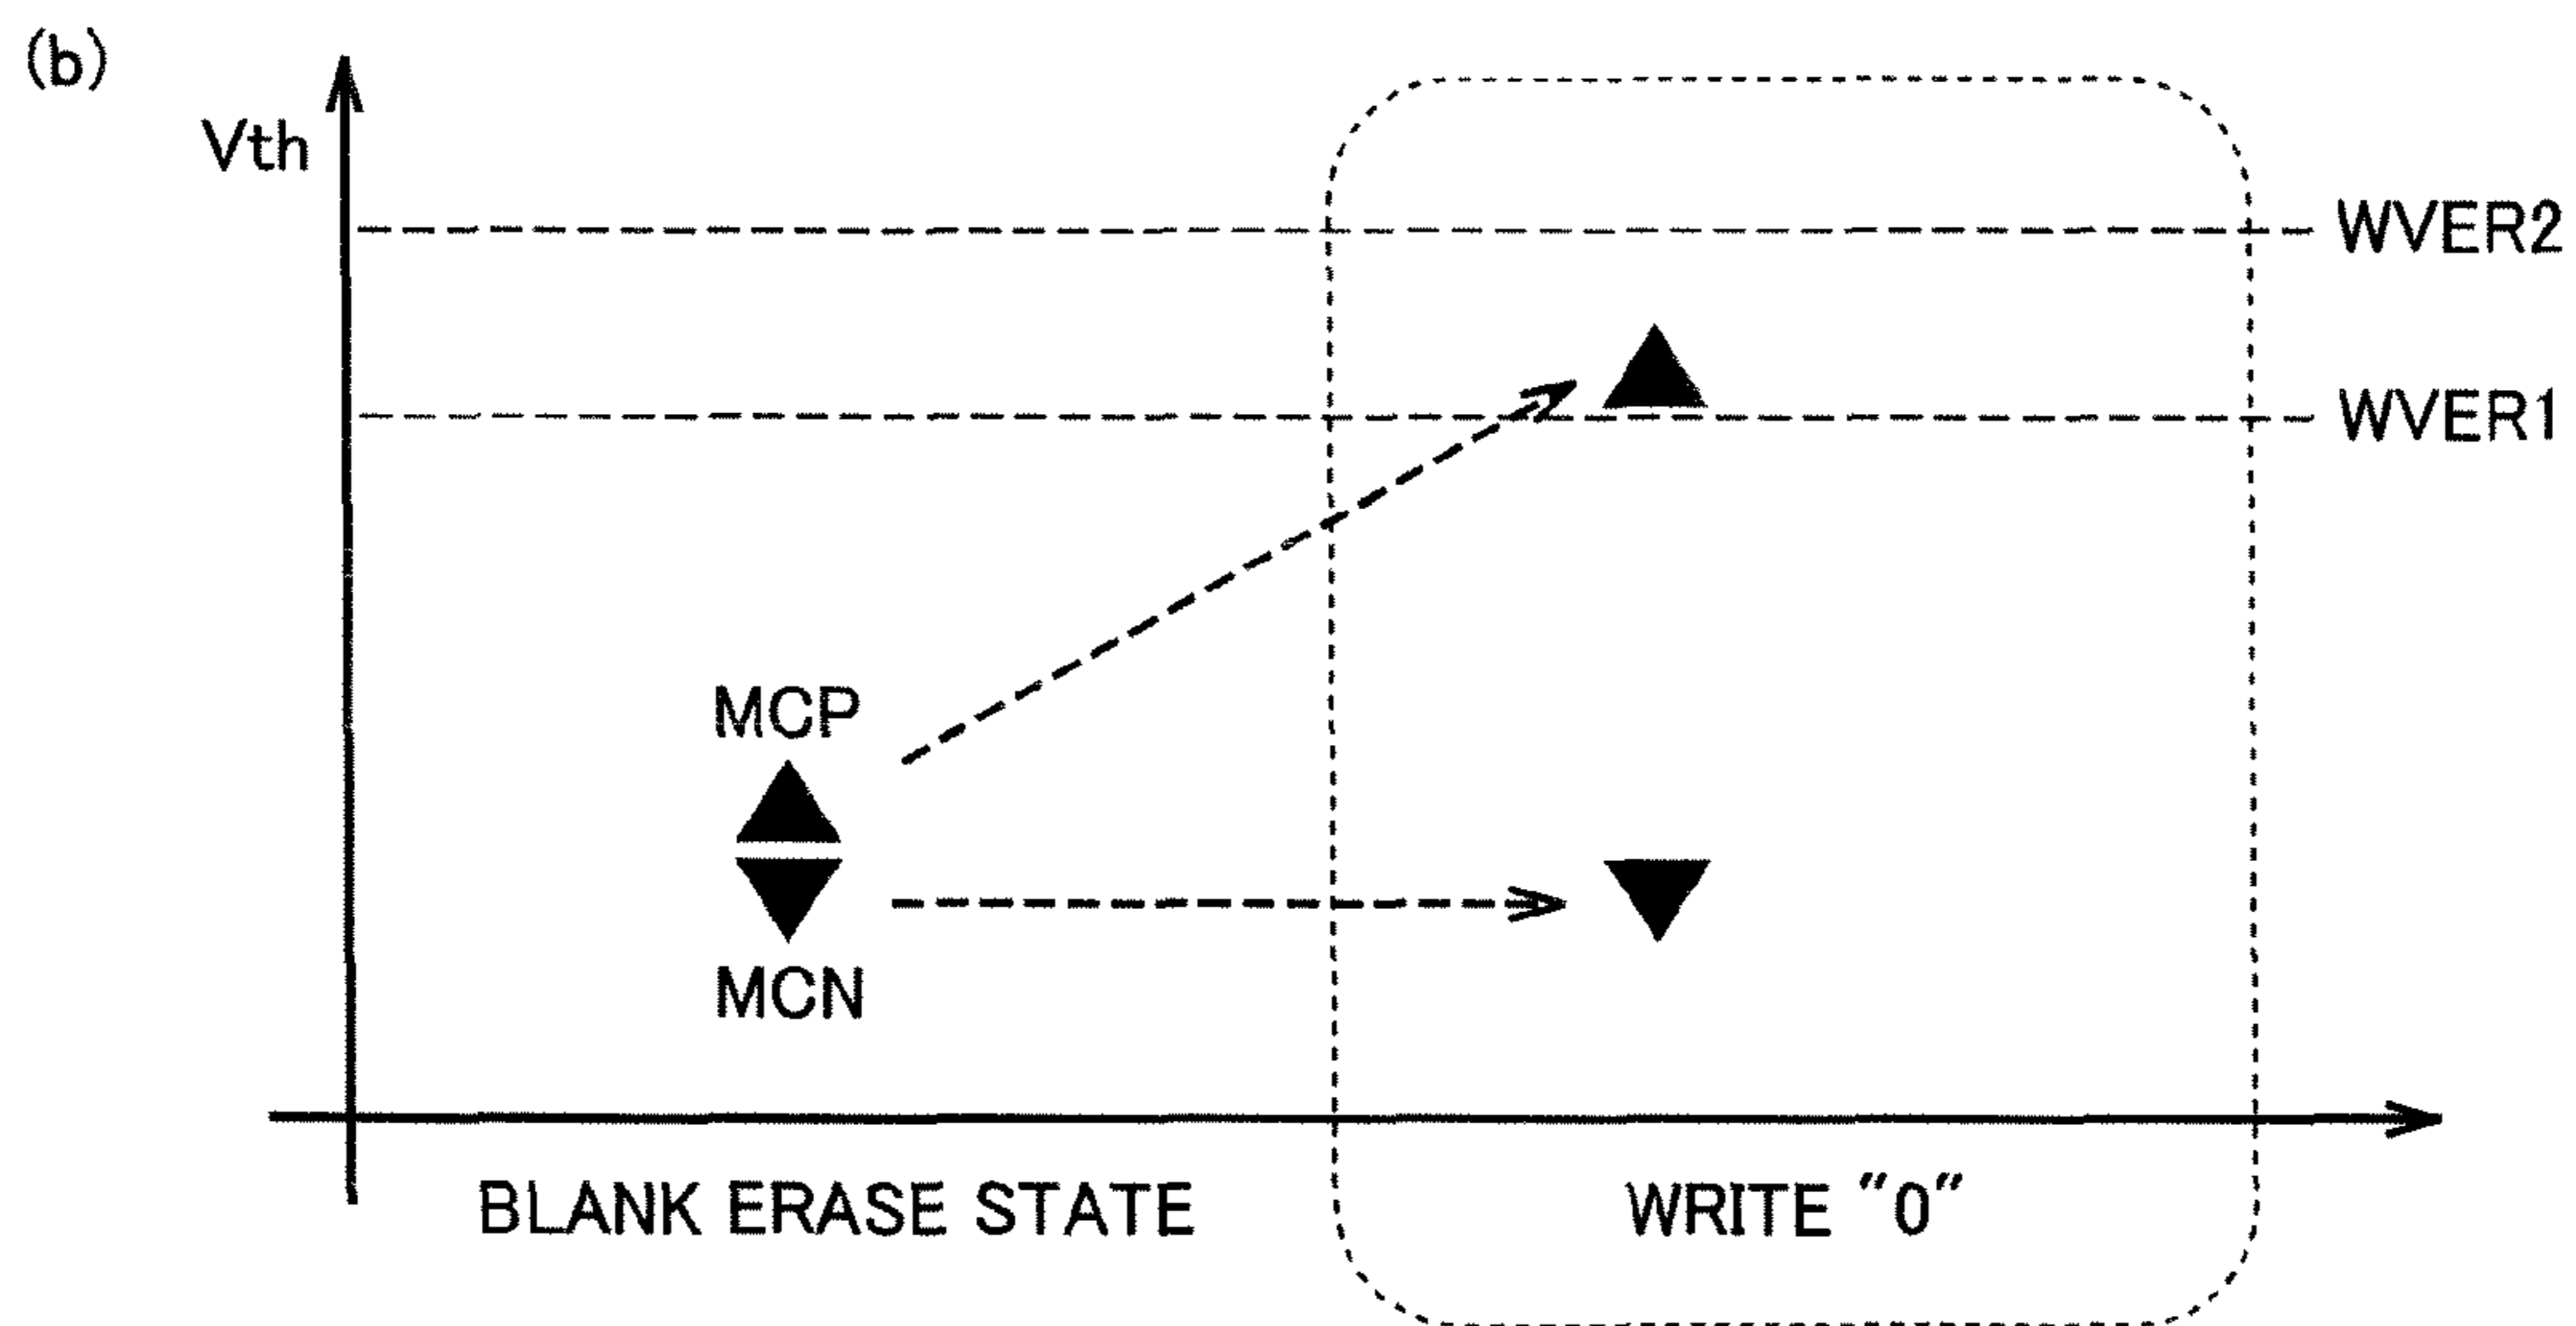 (b)
Vth
WVER2
WVER1
MCP
MCN
BLANK ERASE STATE
WRITE "0"